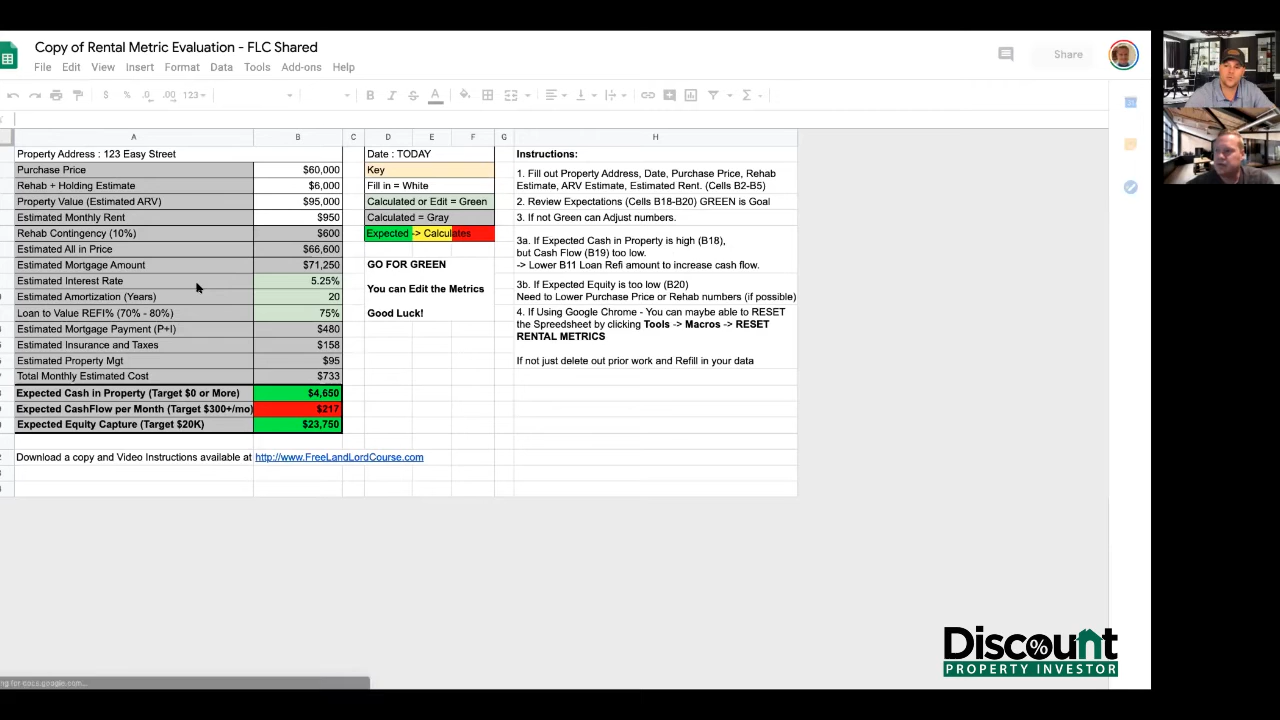 Copy of Rental Metric Evaluation - FLC Shared
File Edit View Insert Format Data Tools Add-ons Help
Share
$ % .0 .00 123
B I S A
A B C D E F G H
Property Address : 123 Easy Street
Purchase Price $60,000
Rehab + Holding Estimate $6,000
Property Value (Estimated ARV) $95,000
Estimated Monthly Rent $950
Rehab Contingency (10%) $600
Estimated All in Price $66,600
Estimated Mortgage Amount $71,250
Estimated Interest Rate 5.25%
Estimated Amortization (Years) 20
Loan to Value REFI% (70% - 80%) 75%
Estimated Mortgage Payment (P+I) $480
Estimated Insurance and Taxes $158
Estimated Property Mgt $95
Total Monthly Estimated Cost $733
Expected Cash in Property (Target $0 or More) $4,650
Expected CashFlow per Month (Target $300+/mo) $217
Expected Equity Capture (Target $20K) $23,750
Download a copy and Video Instructions available at http://www.FreeLandLordCourse.com
Date : TODAY
Key
Fill in = White
Calculated or Edit = Green
Calculated = Gray
Expected -> Calculates
GO FOR GREEN
You can Edit the Metrics
Good Luck!
Instructions:
1. Fill out Property Address, Date, Purchase Price, Rehab
Estimate, ARV Estimate, Estimated Rent. (Cells B2-B5)
2. Review Expectations (Cells B18-B20) GREEN is Goal
3. If not Green can Adjust numbers.
3a. If Expected Cash in Property is high (B18),
but Cash Flow (B19) too low.
-> Lower B11 Loan Refi amount to increase cash flow.
3b. If Expected Equity is too low (B20)
Need to Lower Purchase Price or Rehab numbers (if possible)
4. If Using Google Chrome - You can maybe able to RESET
the Spreedsheet by clicking Tools -> Macros -> RESET
RENTAL METRICS
If not just delete out prior work and Refill in your data
Discount
%
PROPERTY INVESTOR
ng for docs.google.com...